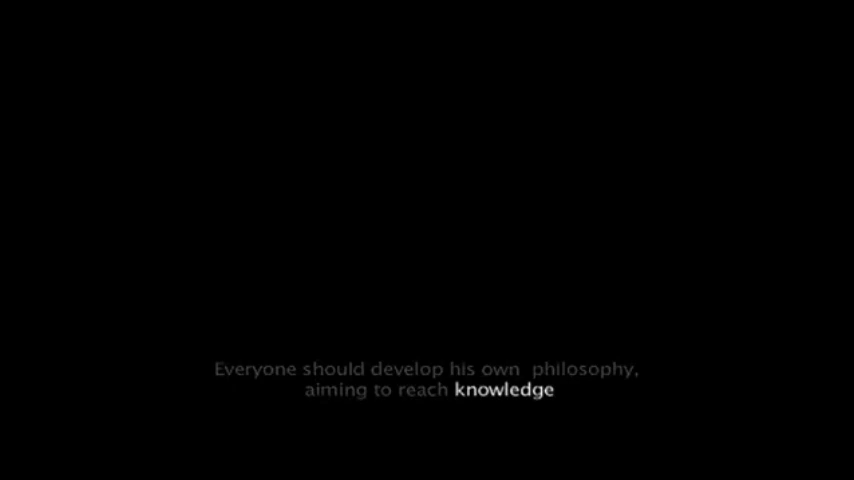 Everyone should develop his own philosophy,
aiming to reach knowledge